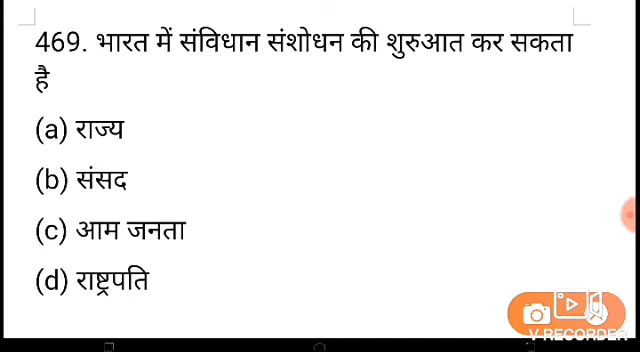 469. भारत में संविधान संशोधन की शुरुआत कर सकता
है
(a) राज्य
(b) संसद
(c) आम जनता
(d) राष्ट्रपति
V RECORDER